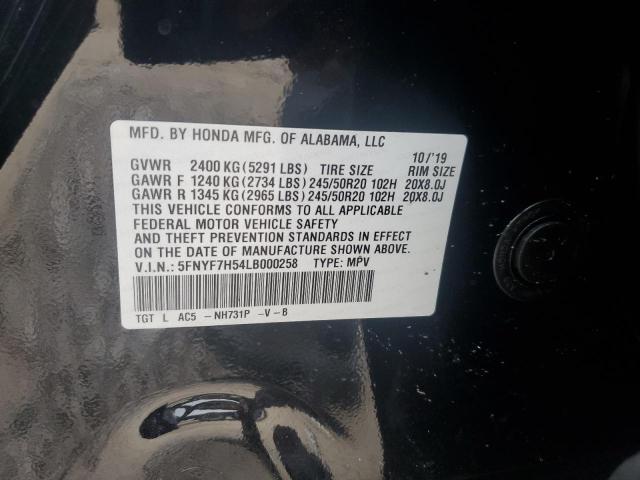 MFD. BY HONDA MFG. OF ALABAMA, LLC
10/'19
GVWR 2400 KG(5291 LBS) TIRE SIZE RIM SIZE
GAWR F 1240 KG(2734 LBS) 245/50R20 102H 20X8.0J
GAWR R 1345 KG(2965 LBS) 245/50R20 102H 20X8.0J
THIS VEHICLE CONFORMS TO ALL APPLICABLE
FEDERAL MOTOR VEHICLE SAFETY
AND THEFT PREVENTION STANDARDS IN EFFECT
ON THE DATE OF MANUFACTURE SHOWN ABOVE.
V.I.N.: 5FNYF7H54LB000258 TYPE: MPV
TGT L AC5 -NH731P -V-B